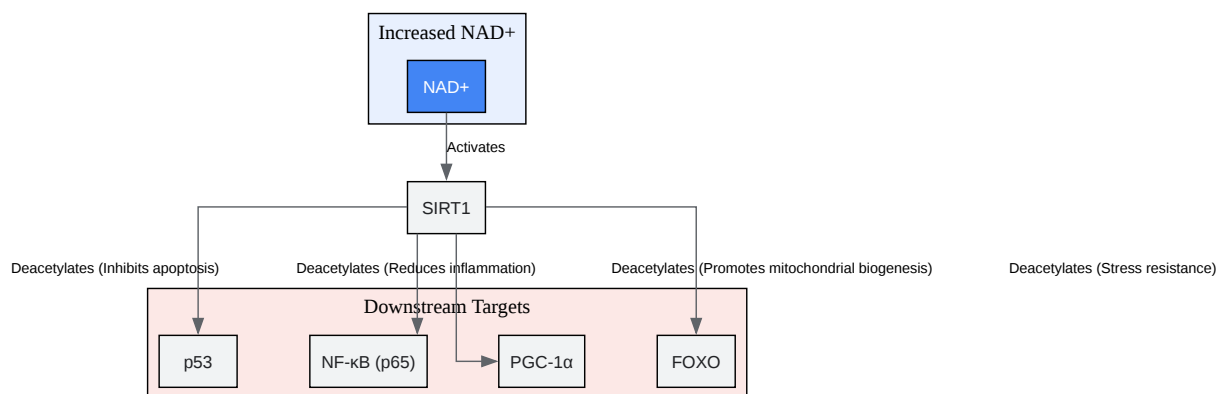 Increased NAD+
NAD+
Activates
SIRT1
Deacetylates (Inhibits apoptosis)
Deacetylates (Reduces inflammation)
Deacetylates (Promotes mitochondrial biogenesis)
Deacetylates (Stress resistance)
Downstream Targets
p53
NF-κB (p65)
PGC-1α
FOXO